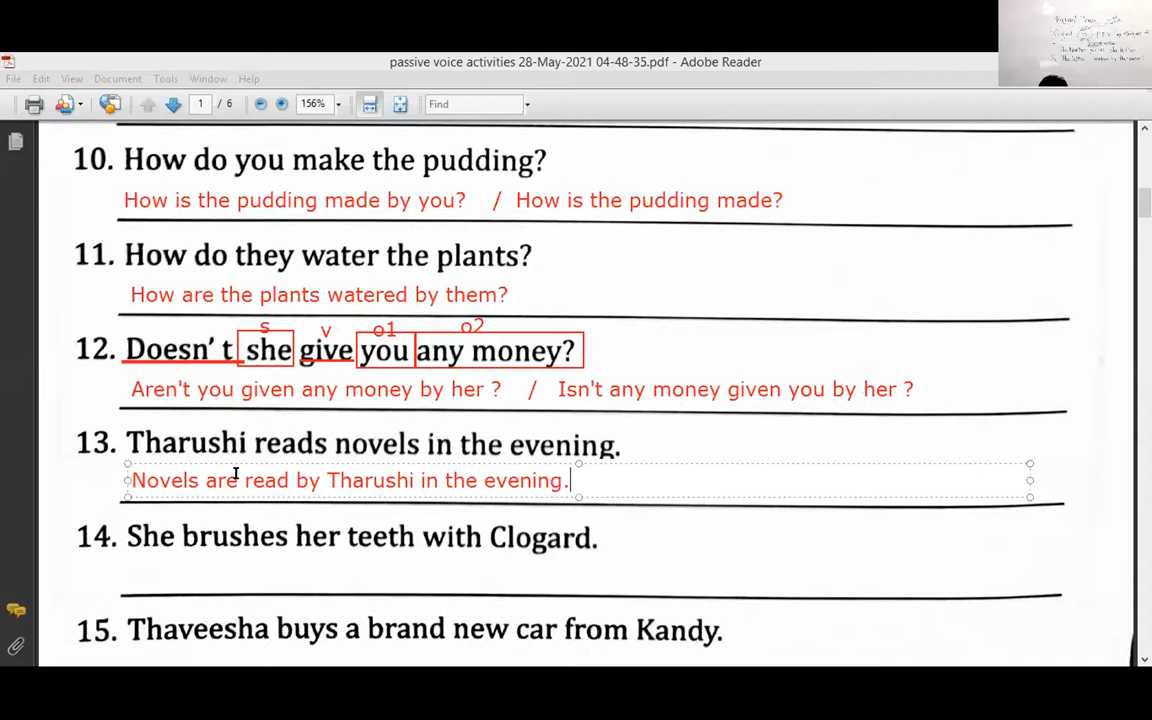 passive voice activities 28-May-2021 04-48-35.pdf - Adobe Reader
File Edit View Document Tools Window Help
1 / 6 156% Find
10. How do you make the pudding?
How is the pudding made by you? / How is the pudding made?
11. How do they water the plants?
How are the plants watered by them?
s v o1 o2
12. Doesn' t she give you any money?
Aren't you given any money by her ? / Isn't any money given you by her ?
13. Tharushi reads novels in the evening.
Novels are read by Tharushi in the evening.
14. She brushes her teeth with Clogard.
15. Thaveesha buys a brand new car from Kandy.